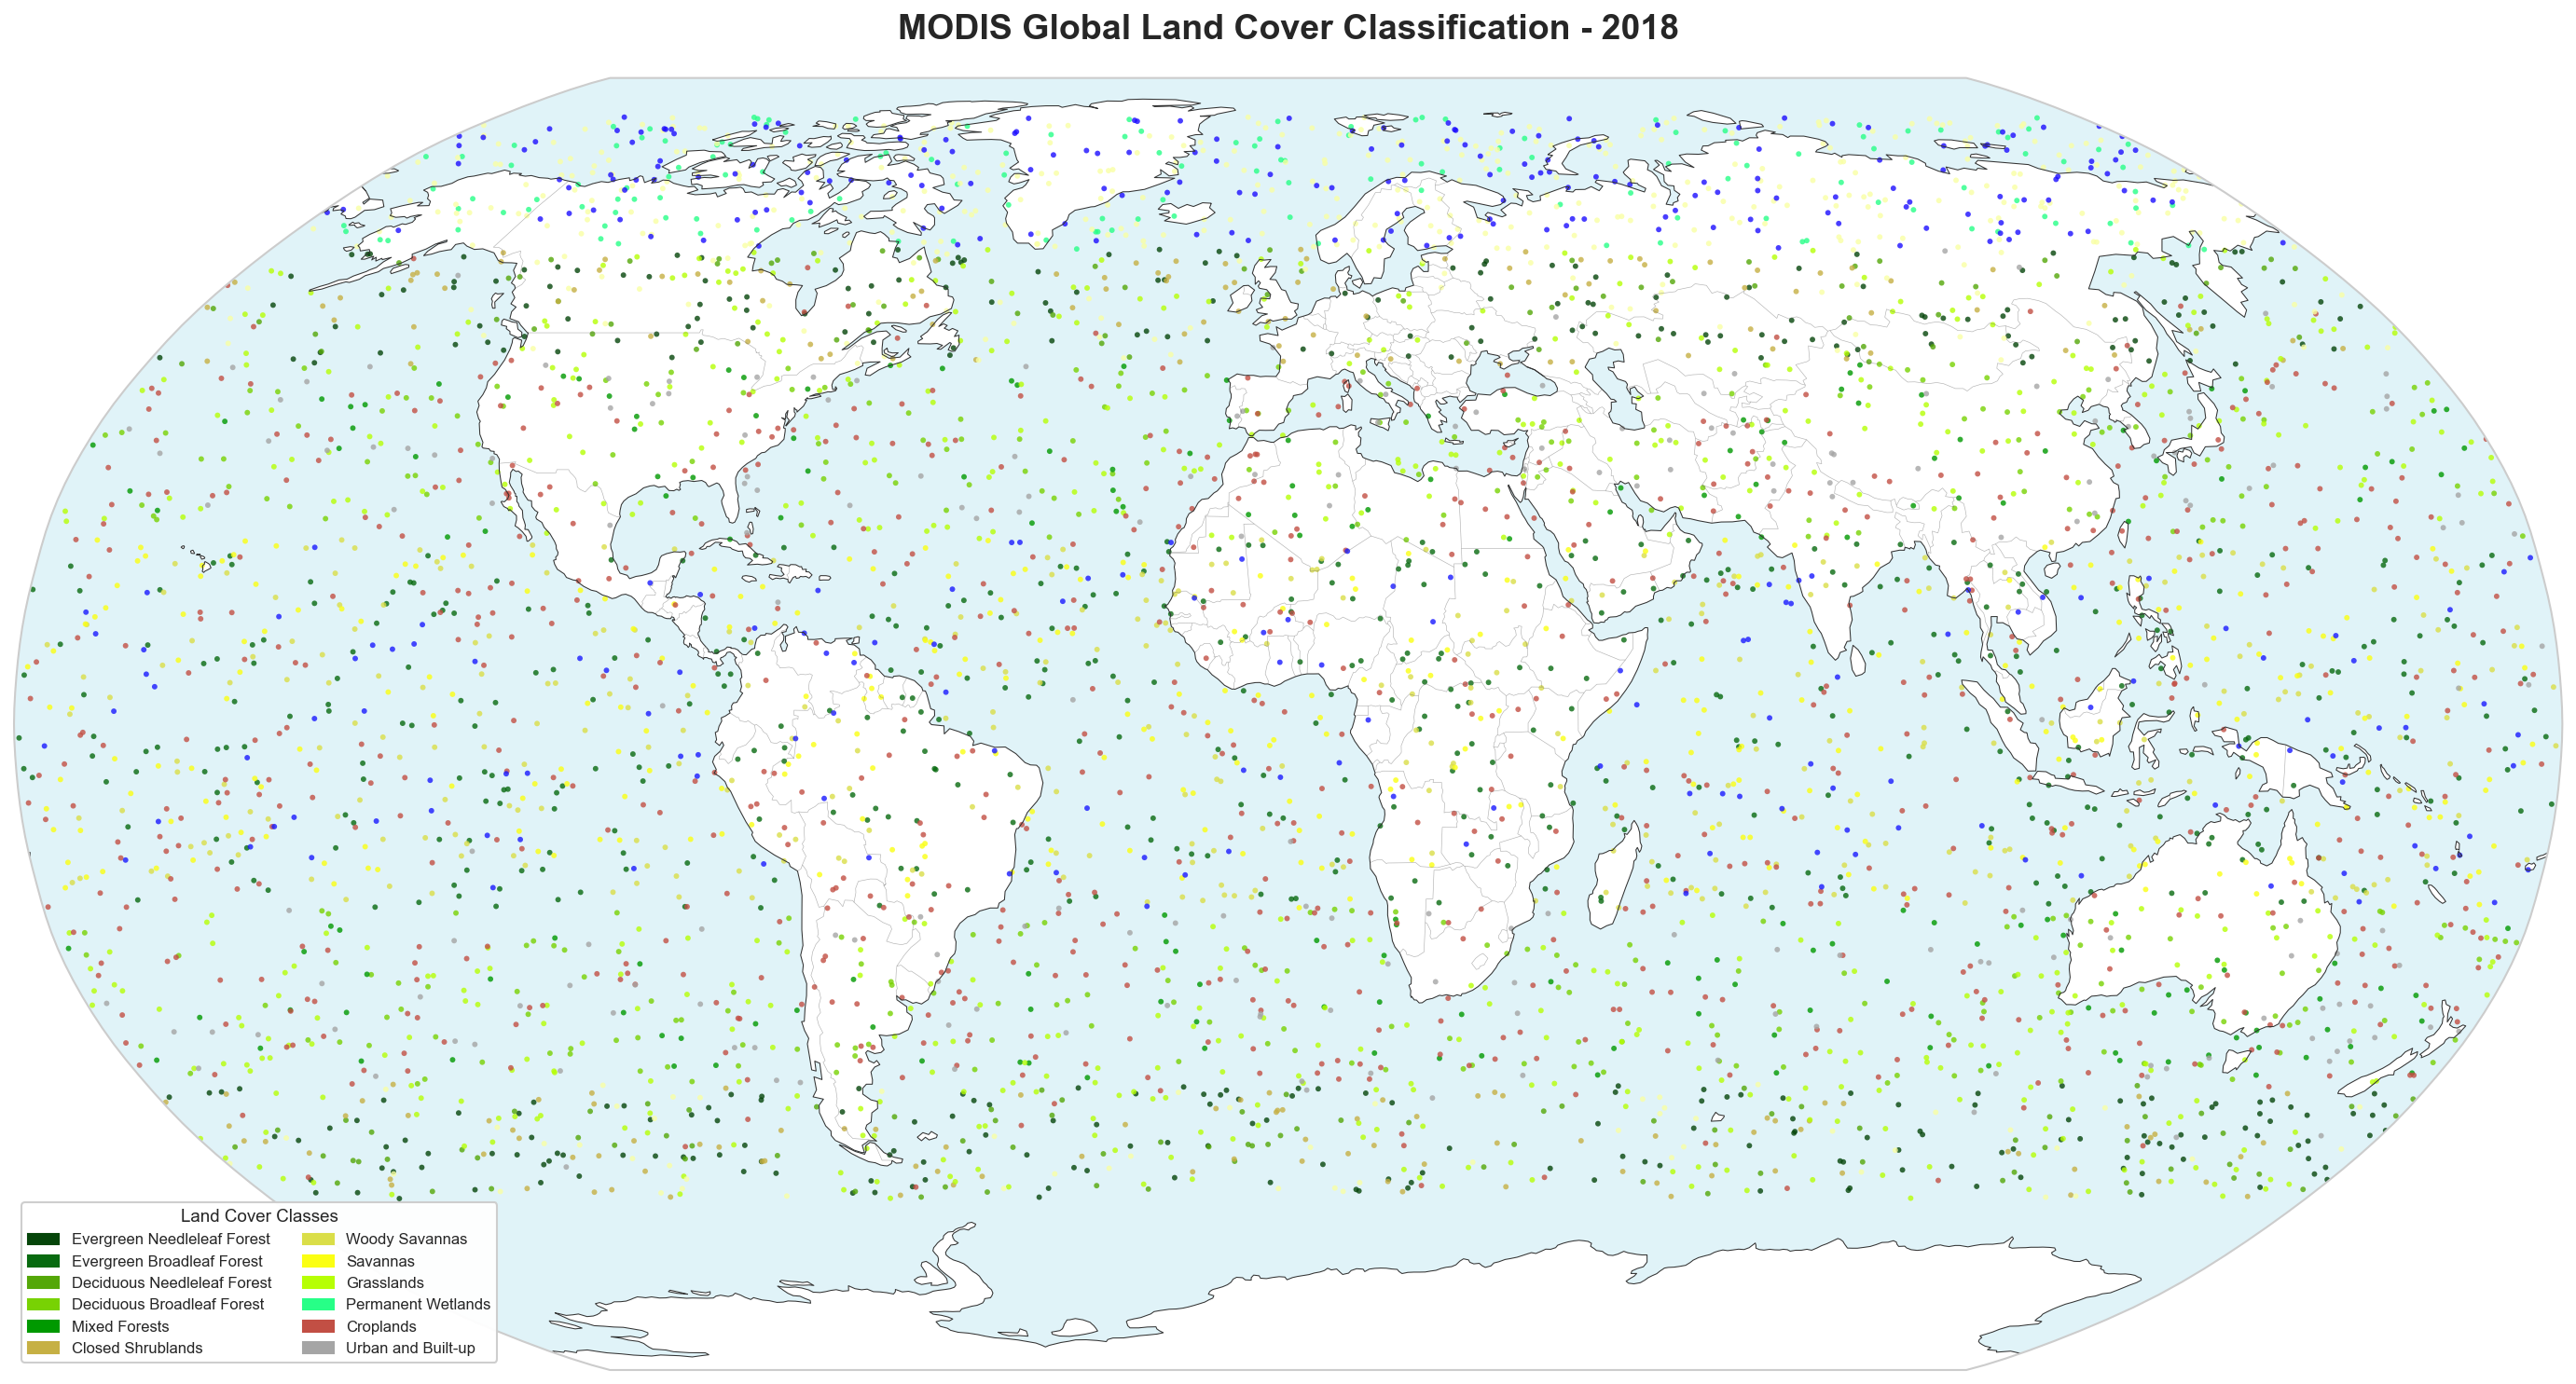 MODIS Global Land Cover Classification - 2018
Land Cover Classes
Evergreen Needleleaf Forest
Evergreen Broadleaf Forest
Deciduous Needleleaf Forest
Deciduous Broadleaf Forest
Mixed Forests
Closed Shrublands
Woody Savannas
Savannas
Grasslands
Permanent Wetlands
Croplands
Urban and Built-up